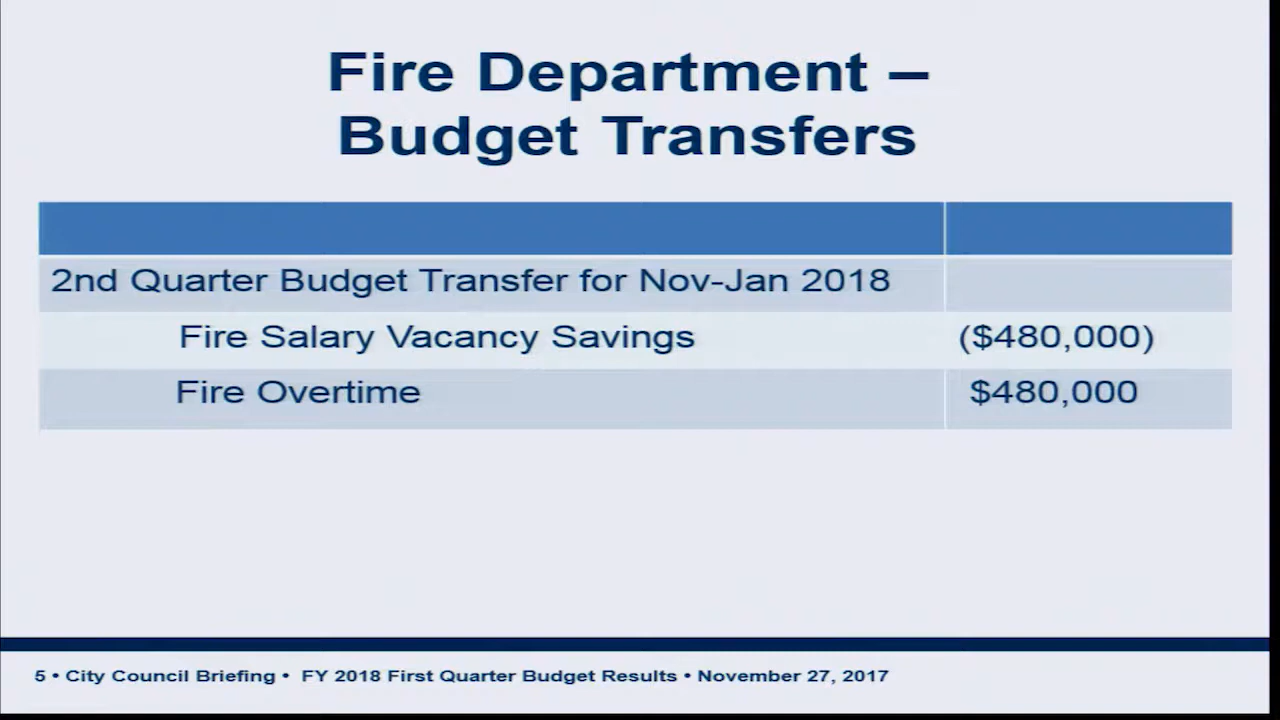 Fire Department –
Budget Transfers
2nd Quarter Budget Transfer for Nov-Jan 2018
Fire Salary Vacancy Savings ($480,000)
Fire Overtime $480,000
5 • City Council Briefing • FY 2018 First Quarter Budget Results • November 27, 2017